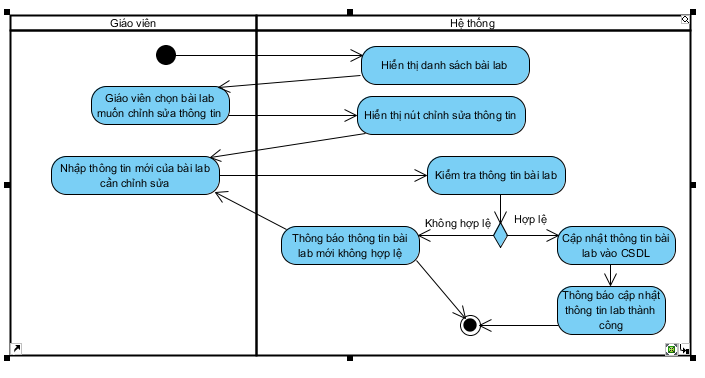 Giáo viên
Hệ thống
Hiển thị danh sách bài lab
Giáo viên chọn bài lab
muốn chỉnh sửa thông tin
Hiển thị nút chỉnh sửa thông tin
Nhập thông tin mới của bài lab
cần chỉnh sửa
Kiểm tra thông tin bài lab
Không hợp lệ
Hợp lệ
Thông báo thông tin bài
lab mới không hợp lệ
Cập nhật thông tin bài
lab vào CSDL
Thông báo cập nhật
thông tin lab thành
công